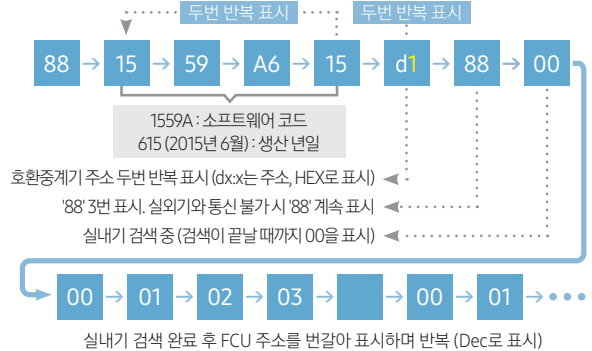 두번 반복 표시 두번 반복 표시
88 15 59 A6 15 d1 88 00
1559A : 소프트웨어 코드
615 (2015년 6월) : 생산 년일
호환중계기 주소 두번 반복 표시 (dx:x는 주소, HEX로 표시)
'88' 3번 표시. 실외기와 통신 불가 시 '88' 계속 표시
실내기 검색 중 (검색이 끝날 때까지 00을 표시)
00 01 02 03 00 01
실내기 검색 완료 후 FCU 주소를 번갈아 표시하며 반복 (Dec로 표시)